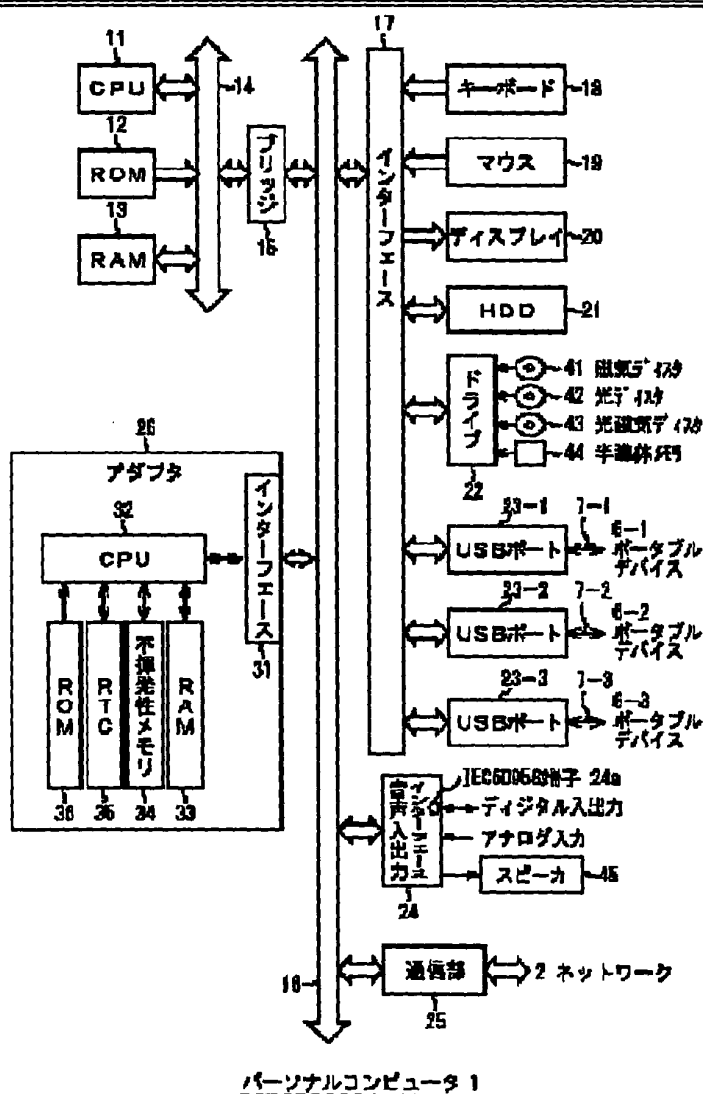 11
CPU
14
12
ROM
13
RAM
ブリッジ
15
17
インターフェース
キーボード 18
マウス 19
ディスプレイ 20
HDD 21
ドライブ
22
41 磁気ディスク
42 光ディスク
43 光磁気ディスク
44 半導体メモリ
26
アダプタ
32
CPU
インターフェース
31
ROM
RTC
不揮発性メモリ
RAM
36
35
34
33
23-1
USBポート
7-1
6-1
ポータブル
デバイス
23-2
USBポート
7-2
6-2
ポータブル
デバイス
23-3
USBポート
7-3
6-3
ポータブル
デバイス
音声入出力
インターフェース
24
IEC60958端子 24a
ディジタル入出力
アナログ入力
スピーカ 45
16
通信部
25
2 ネットワーク
パーソナルコンピュータ 1